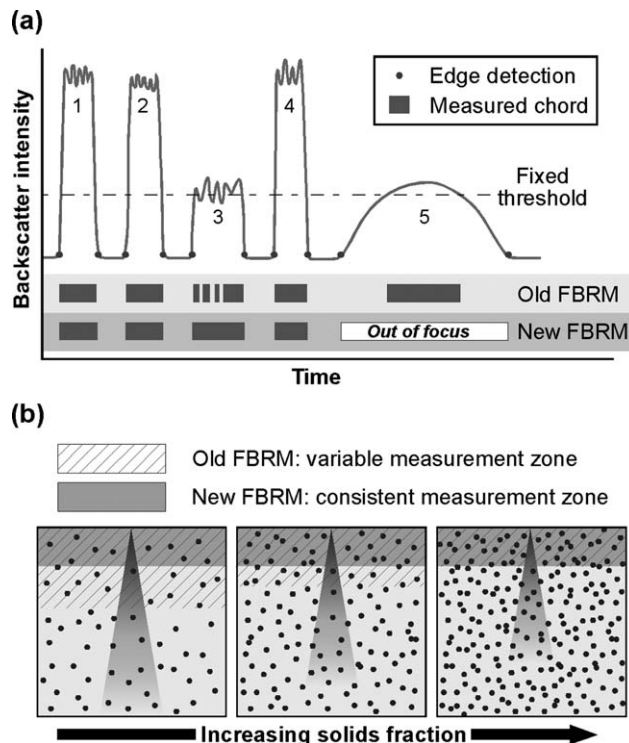 (a)
Backscatter intensity
1
2
3
4
5
Edge detection
Measured chord
Fixed
threshold
Old FBRM
Out of focus
New FBRM
Time
(b)
Old FBRM: variable measurement zone
New FBRM: consistent measurement zone
Increasing solids fraction